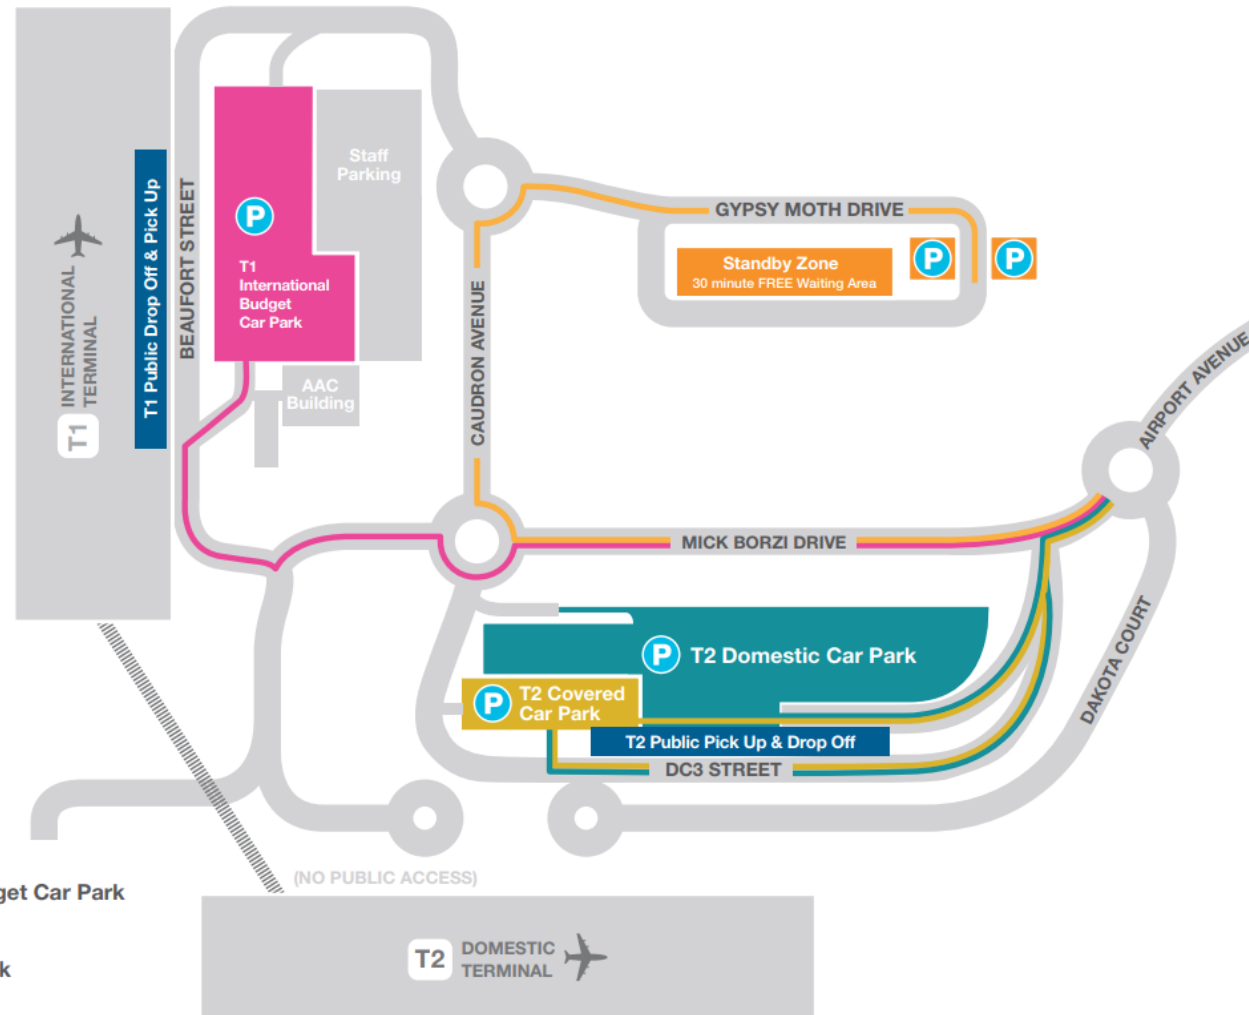 Staff
Parking
T1 Public Drop Off & Pick Up
BEAUFORT STREET
P
T1
International
Budget
Car Park
T1
INTERNATIONAL
TERMINAL
AAC
Building
CAUDRON AVENUE
GYPSY MOTH DRIVE
Standby Zone
30 minute FREE Waiting Area
P
P
AIRPORT AVENUE
MICK BORZI DRIVE
DAKOTA COURT
P
T2 Domestic Car Park
P
T2 Covered
Car Park
T2 Public Pick Up & Drop Off
DC3 STREET
(NO PUBLIC ACCESS)
get Car Park
k
T2
DOMESTIC
TERMINAL